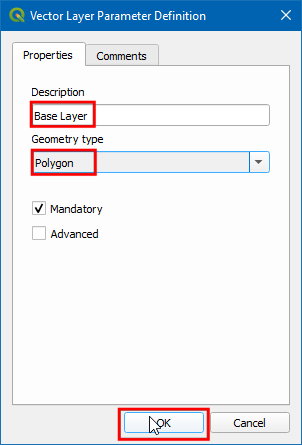 Vector Layer Parameter Definition
Properties
Comments
Description
Base Layer
Geometry type
Polygon
Mandatory
Advanced
OK
Cancel